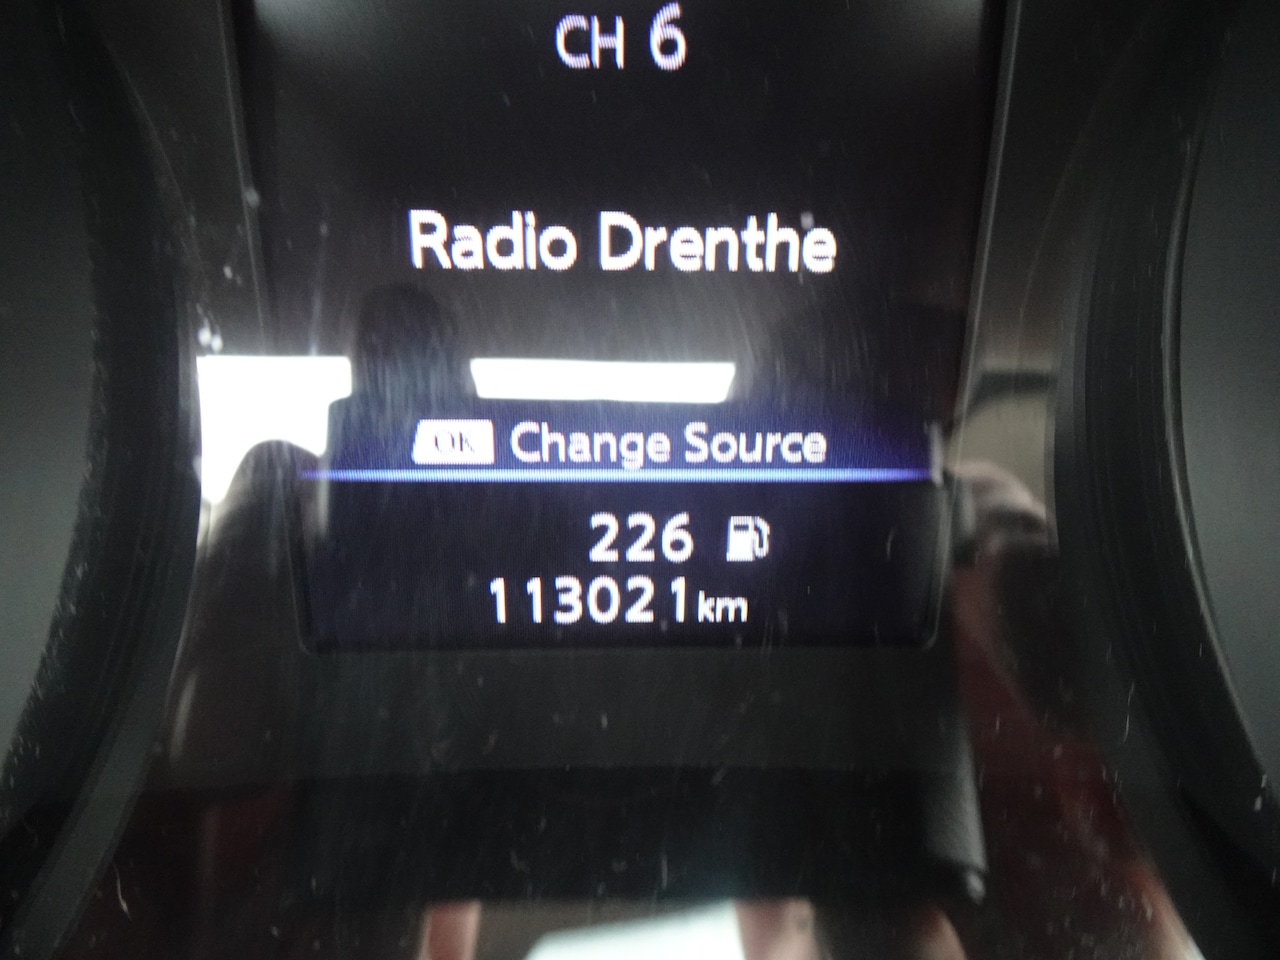 CH 6
Radio Drenthe
OK Change Source
226
113021km